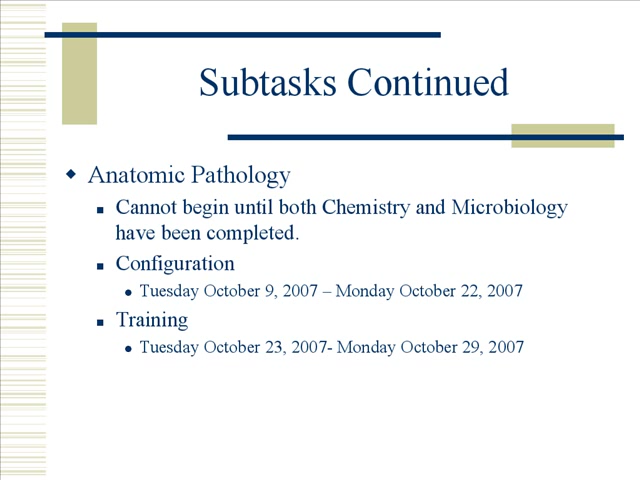 Subtasks Continued
Anatomic Pathology
Cannot begin until both Chemistry and Microbiology
have been completed.
Configuration
Tuesday October 9, 2007 – Monday October 22, 2007
Training
Tuesday October 23, 2007- Monday October 29, 2007